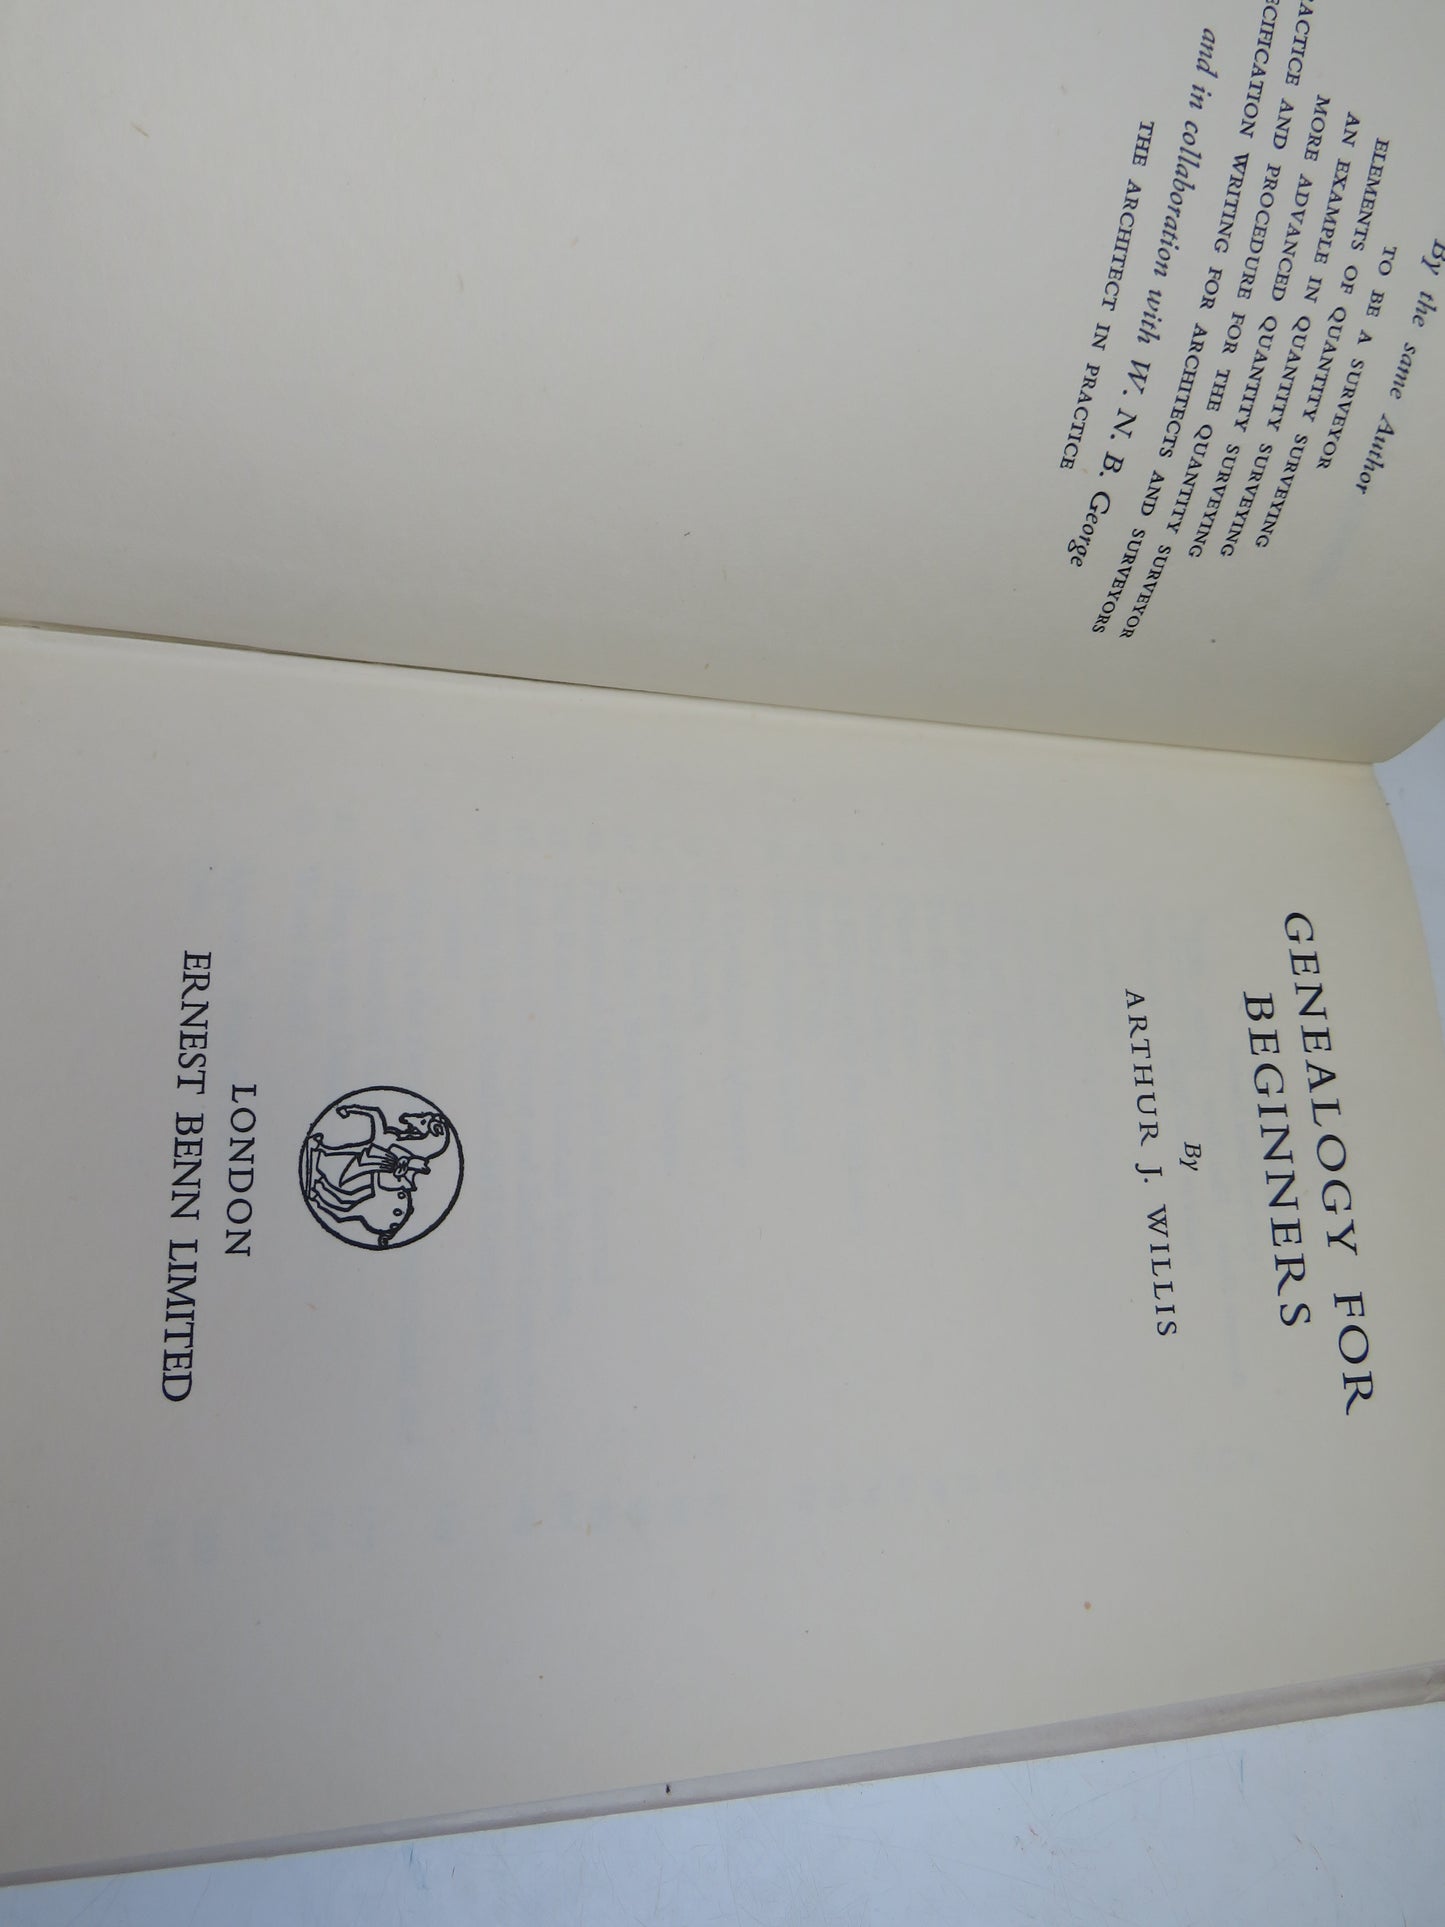 By the same Author
TO BE A SURVEYOR
ELEMENTS OF QUANTITY SURVEYING
AN EXAMPLE IN QUANTITY SURVEYING
MORE ADVANCED QUANTITY SURVEYING
AND PROCEDURE FOR THE QUANTITY SURVEYOR
WRITING FOR ARCHITECTS AND SURVEYORS
and in collaboration with W. N. B. George
THE ARCHITECT IN PRACTICE
GENEALOGY FOR
BEGINNERS
By
ARTHUR J. WILLIS
LONDON
ERNEST BENN LIMITED